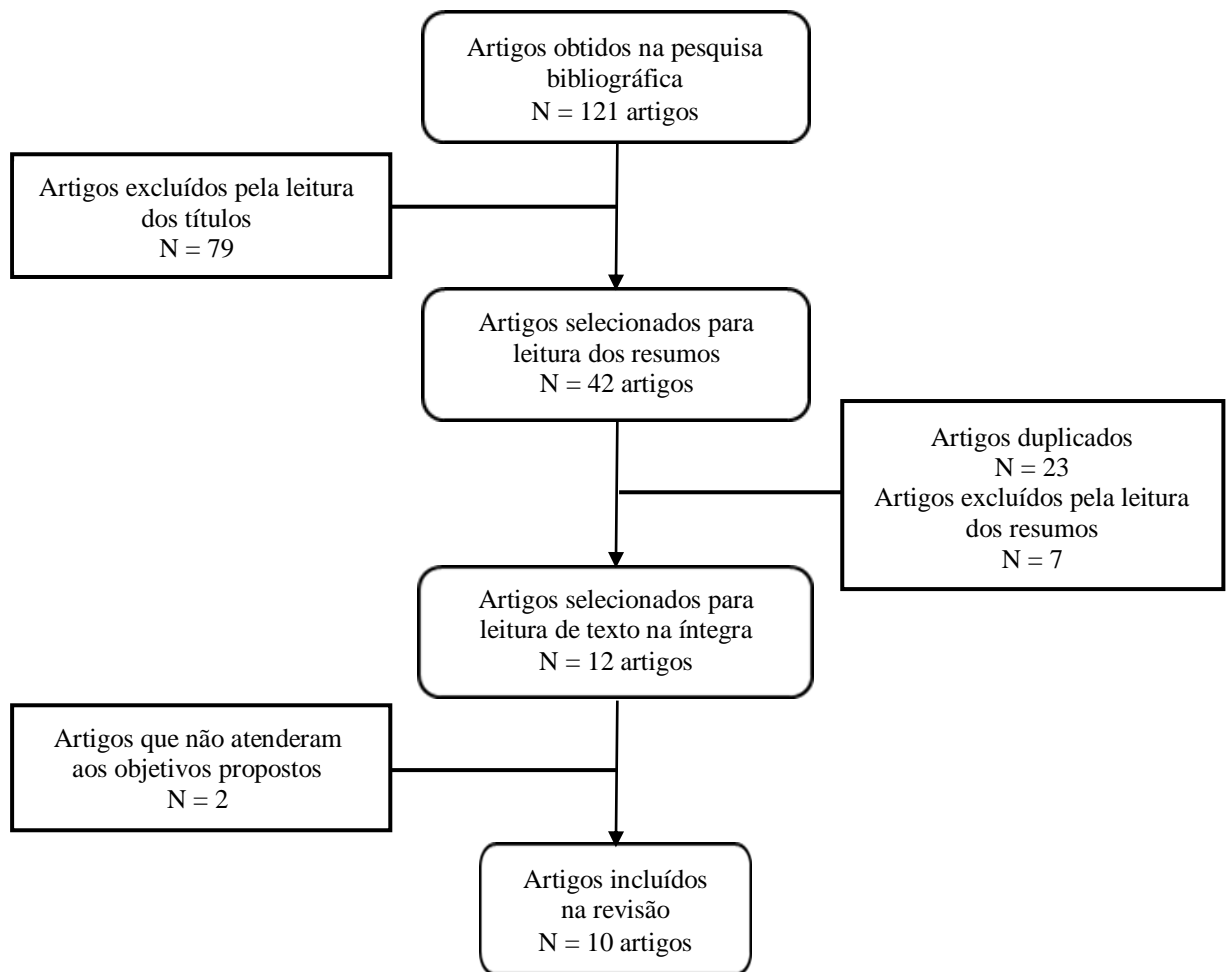 Artigos obtidos na pesquisa
bibliográfica
N = 121 artigos
Artigos excluídos pela leitura
dos títulos
N = 79
Artigos selecionados para
leitura dos resumos
N = 42 artigos
Artigos duplicados
N = 23
Artigos excluídos pela leitura
dos resumos
N = 7
Artigos selecionados para
leitura de texto na íntegra
N = 12 artigos
Artigos que não atenderam
aos objetivos propostos
N = 2
Artigos incluídos
na revisão
N = 10 artigos